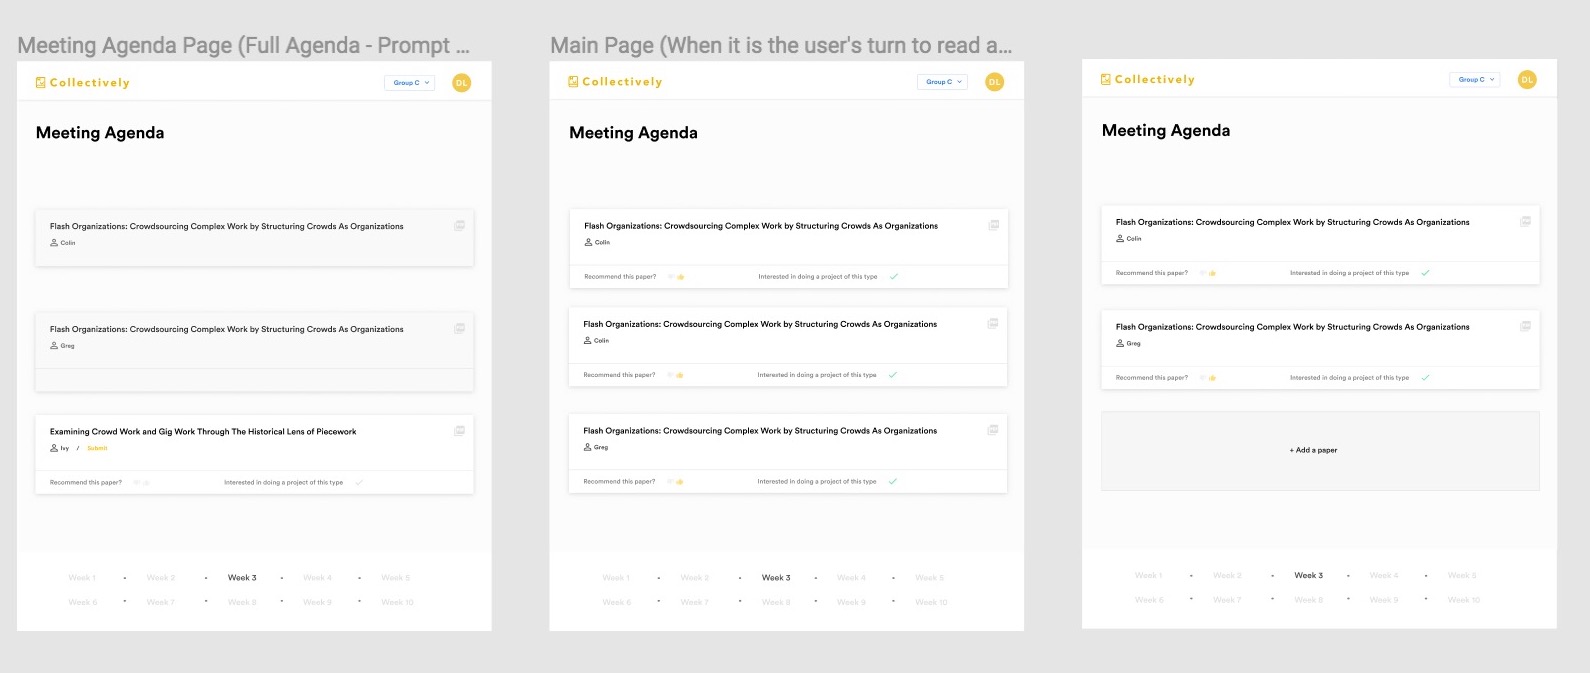 Meeting Agenda Page (Full Agenda - Prompt ...
Collectively
Group C
DL
Meeting Agenda
Flash Organizations: Crowdsourcing Complex Work by Structuring Crowds As Organizations
Colin
Flash Organizations: Crowdsourcing Complex Work by Structuring Crowds As Organizations
Greg
Examining Crowd Work and Gig Work Through The Historical Lens of Piecework
Ivy / Submit
Recommend this paper? Interested in doing a project of this type
Week 1 Week 2 Week 3 Week 4 Week 5
Week 6 Week 7 Week 8 Week 9 Week 10
Main Page (When it is the user's turn to read a...
Collectively
Group C
DL
Meeting Agenda
Flash Organizations: Crowdsourcing Complex Work by Structuring Crowds As Organizations
Colin
Recommend this paper? Interested in doing a project of this type
Flash Organizations: Crowdsourcing Complex Work by Structuring Crowds As Organizations
Colin
Recommend this paper? Interested in doing a project of this type
Flash Organizations: Crowdsourcing Complex Work by Structuring Crowds As Organizations
Greg
Recommend this paper? Interested in doing a project of this type
Week 1 Week 2 Week 3 Week 4 Week 5
Week 6 Week 7 Week 8 Week 9 Week 10
Collectively
Group C
DL
Meeting Agenda
Flash Organizations: Crowdsourcing Complex Work by Structuring Crowds As Organizations
Colin
Recommend this paper? Interested in doing a project of this type
Flash Organizations: Crowdsourcing Complex Work by Structuring Crowds As Organizations
Greg
Recommend this paper? Interested in doing a project of this type
+ Add a paper
Week 1 Week 2 Week 3 Week 4 Week 5
Week 6 Week 7 Week 8 Week 9 Week 10